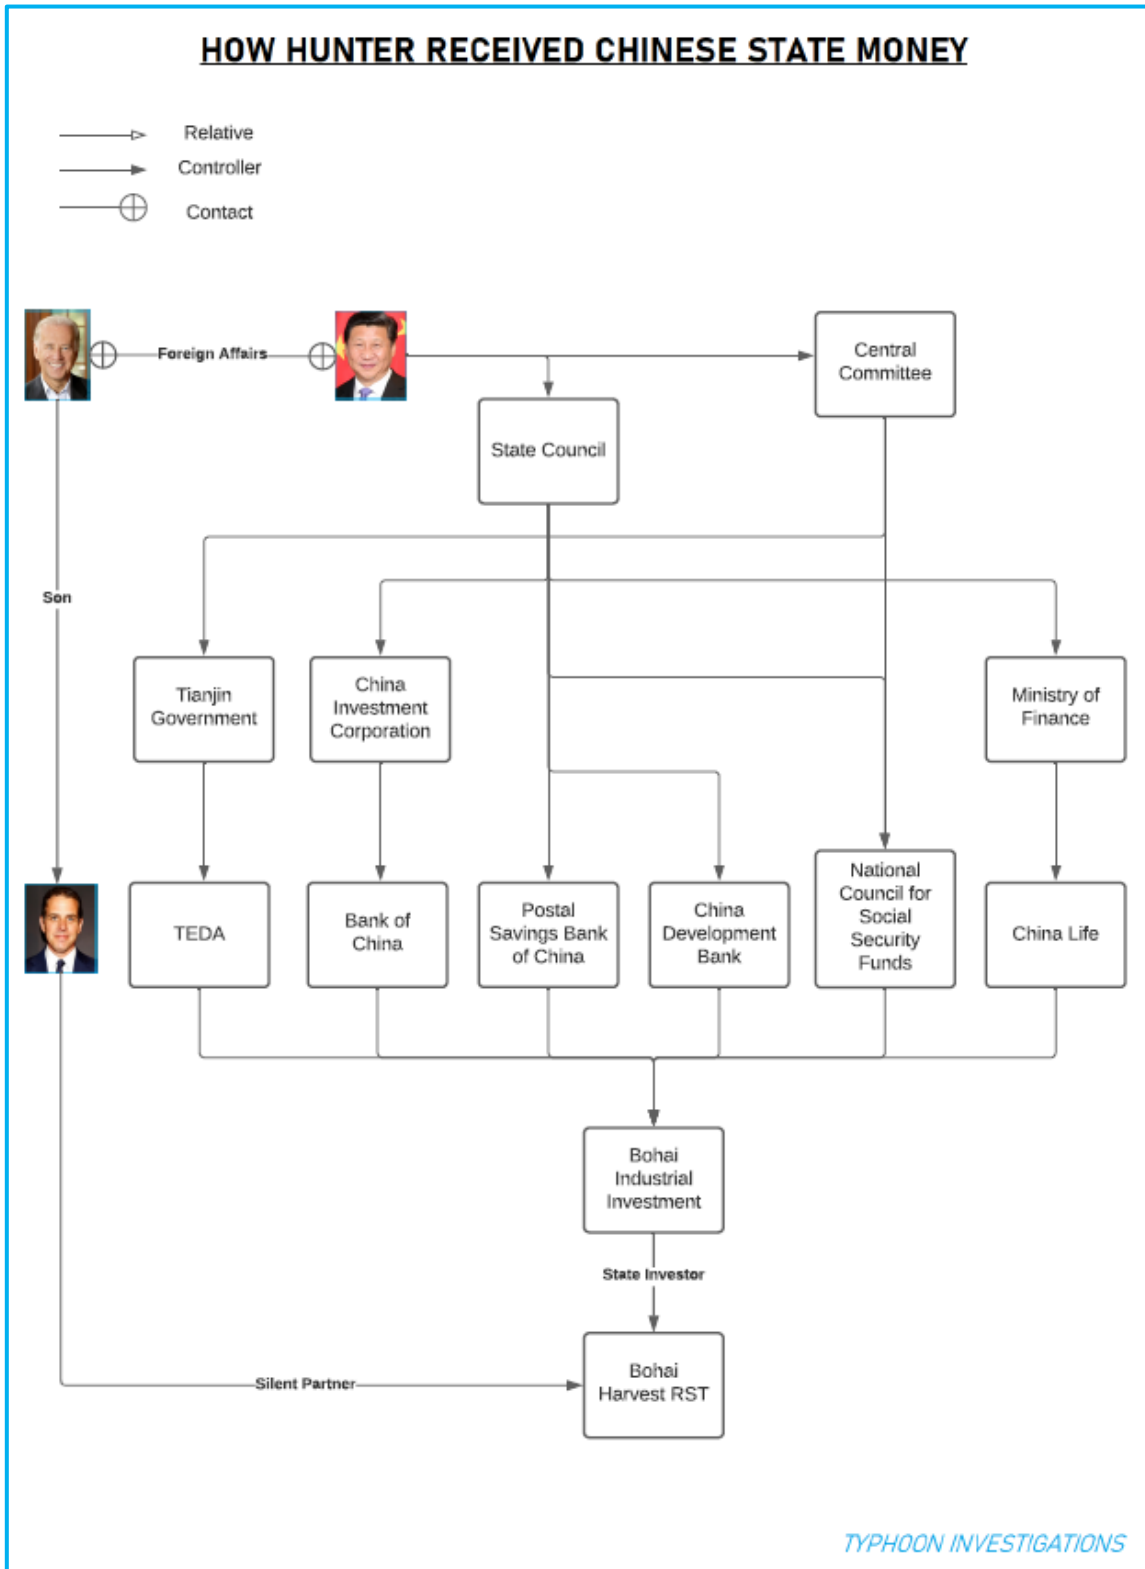 HOW HUNTER RECEIVED CHINESE STATE MONEY
Relative
Controller
Contact
Foreign Affairs
Central
Committee
State Council
Son
Tianjin
Government
China
Investment
Corporation
Ministry of
Finance
TEDA
Bank of
China
Postal
Savings Bank
of China
China
Development
Bank
National
Council for
Social
Security
Funds
China Life
Bohai
Industrial
Investment
State Investor
Silent Partner
Bohai
Harvest RST
TYPHOON INVESTIGATIONS